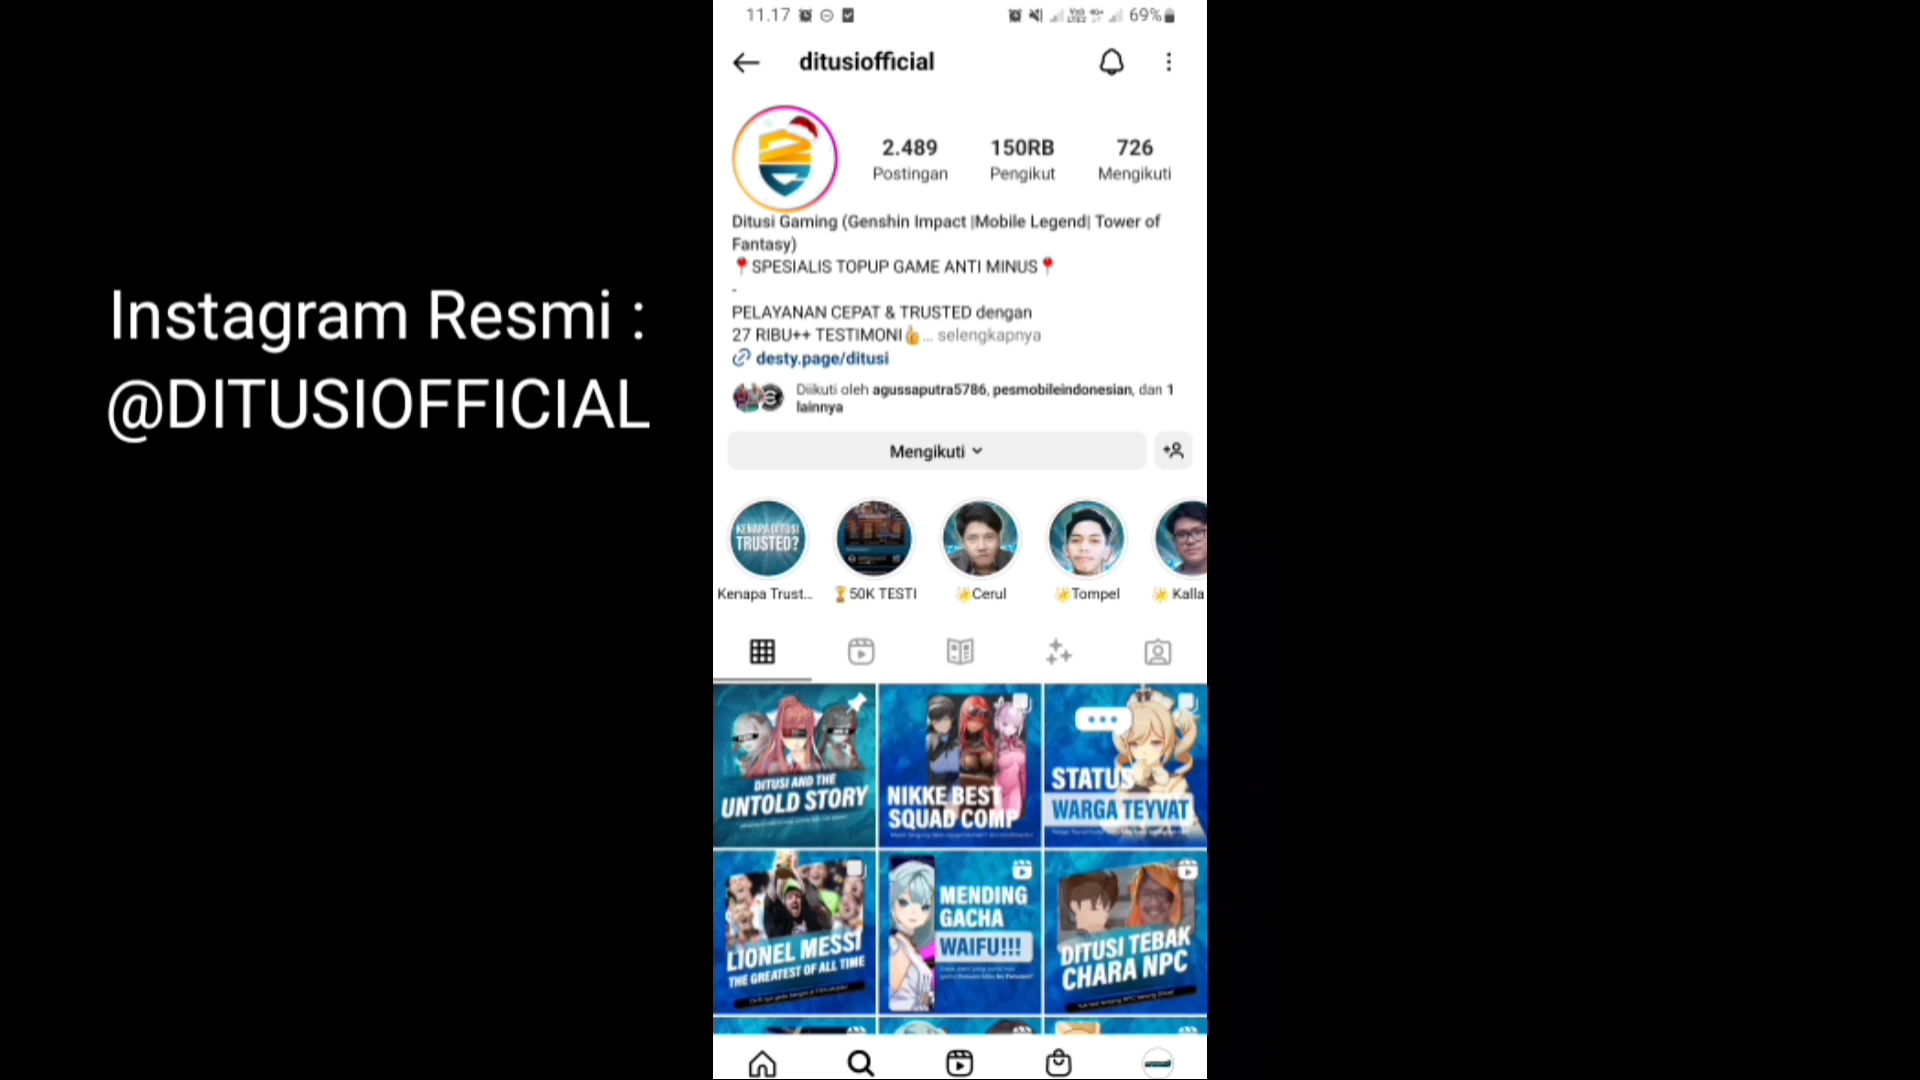 Instagram Resmi :
@DITUSIOFFICIAL
11.17
69%
ditusiofficial
2.489
Postingan
150RB
Pengikut
726
Mengikuti
Ditusi Gaming (Genshin Impact |Mobile Legend| Tower of
Fantasy)
📍SPESIALIS TOPUP GAME ANTI MINUS📍
-
PELAYANAN CEPAT & TRUSTED dengan
27 RIBU++ TESTIMONI👍... selengkapnya
desty.page/ditusi
Diikuti oleh agussaputra5786, pesmobileindonesian, dan 1
lainnya
Mengikuti
KENAPA DITUSI
TRUSTED?
Kenapa Trust...
🏆50K TESTI
🌟Cerul
🌟Tompel
🌟 Kalla
DITUSI AND THE
UNTOLD STORY
NIKKE BEST
SQUAD COMP
STATUS
WARGA TEYVAT
LIONEL MESSI
THE GREATEST OF ALL TIME
MENDING
GACHA
WAIFU!!!
DITUSI TEBAK
CHARA NPC